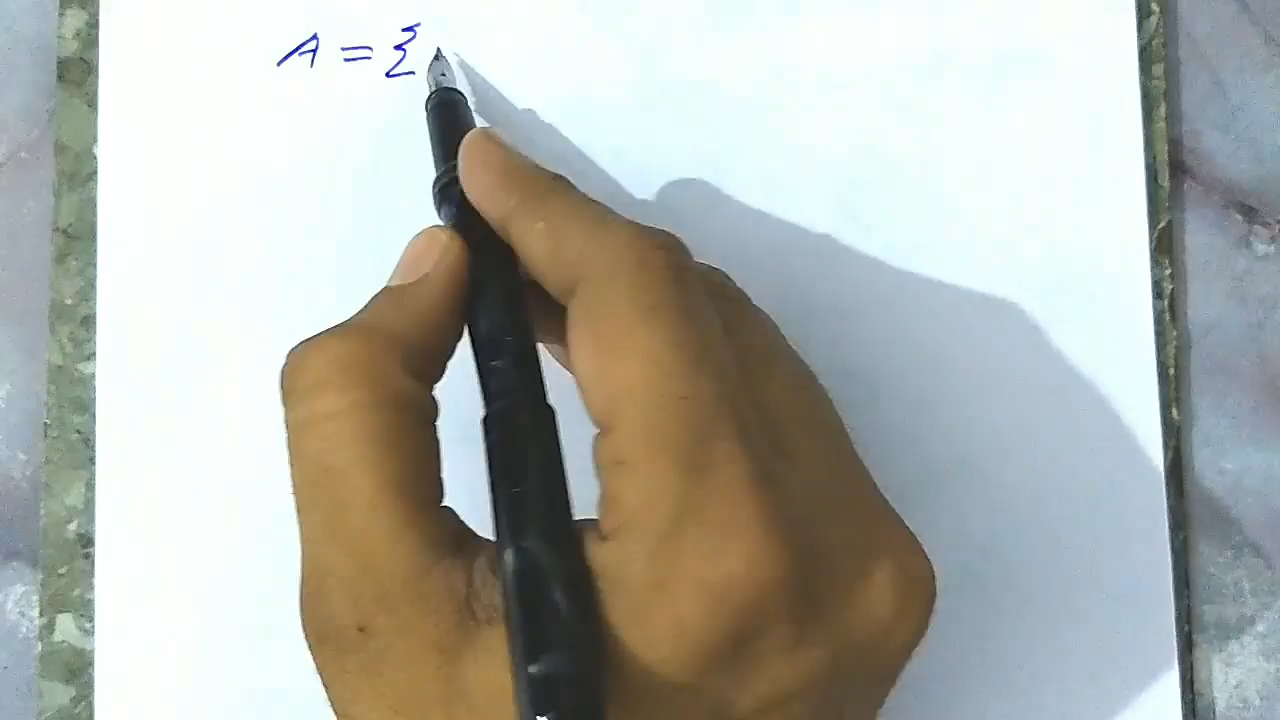 A = {